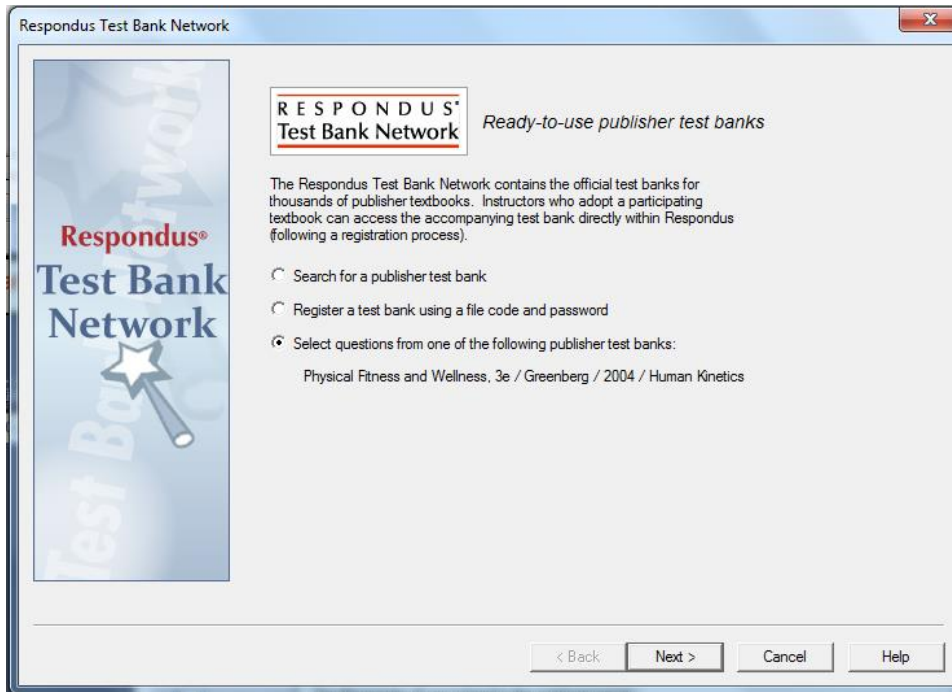 Respondus Test Bank Network
RESPONDUS®
Test Bank Network
Ready-to-use publisher test banks
The Respondus Test Bank Network contains the official test banks for
thousands of publisher textbooks. Instructors who adopt a participating
textbook can access the accompanying test bank directly within Respondus
(following a registration process).
Search for a publisher test bank
Register a test bank using a file code and password
Select questions from one of the following publisher test banks:
Physical Fitness and Wellness, 3e / Greenberg / 2004 / Human Kinetics
Respondus®
Test Bank
Network
Test Bank Network
< Back
Next >
Cancel
Help